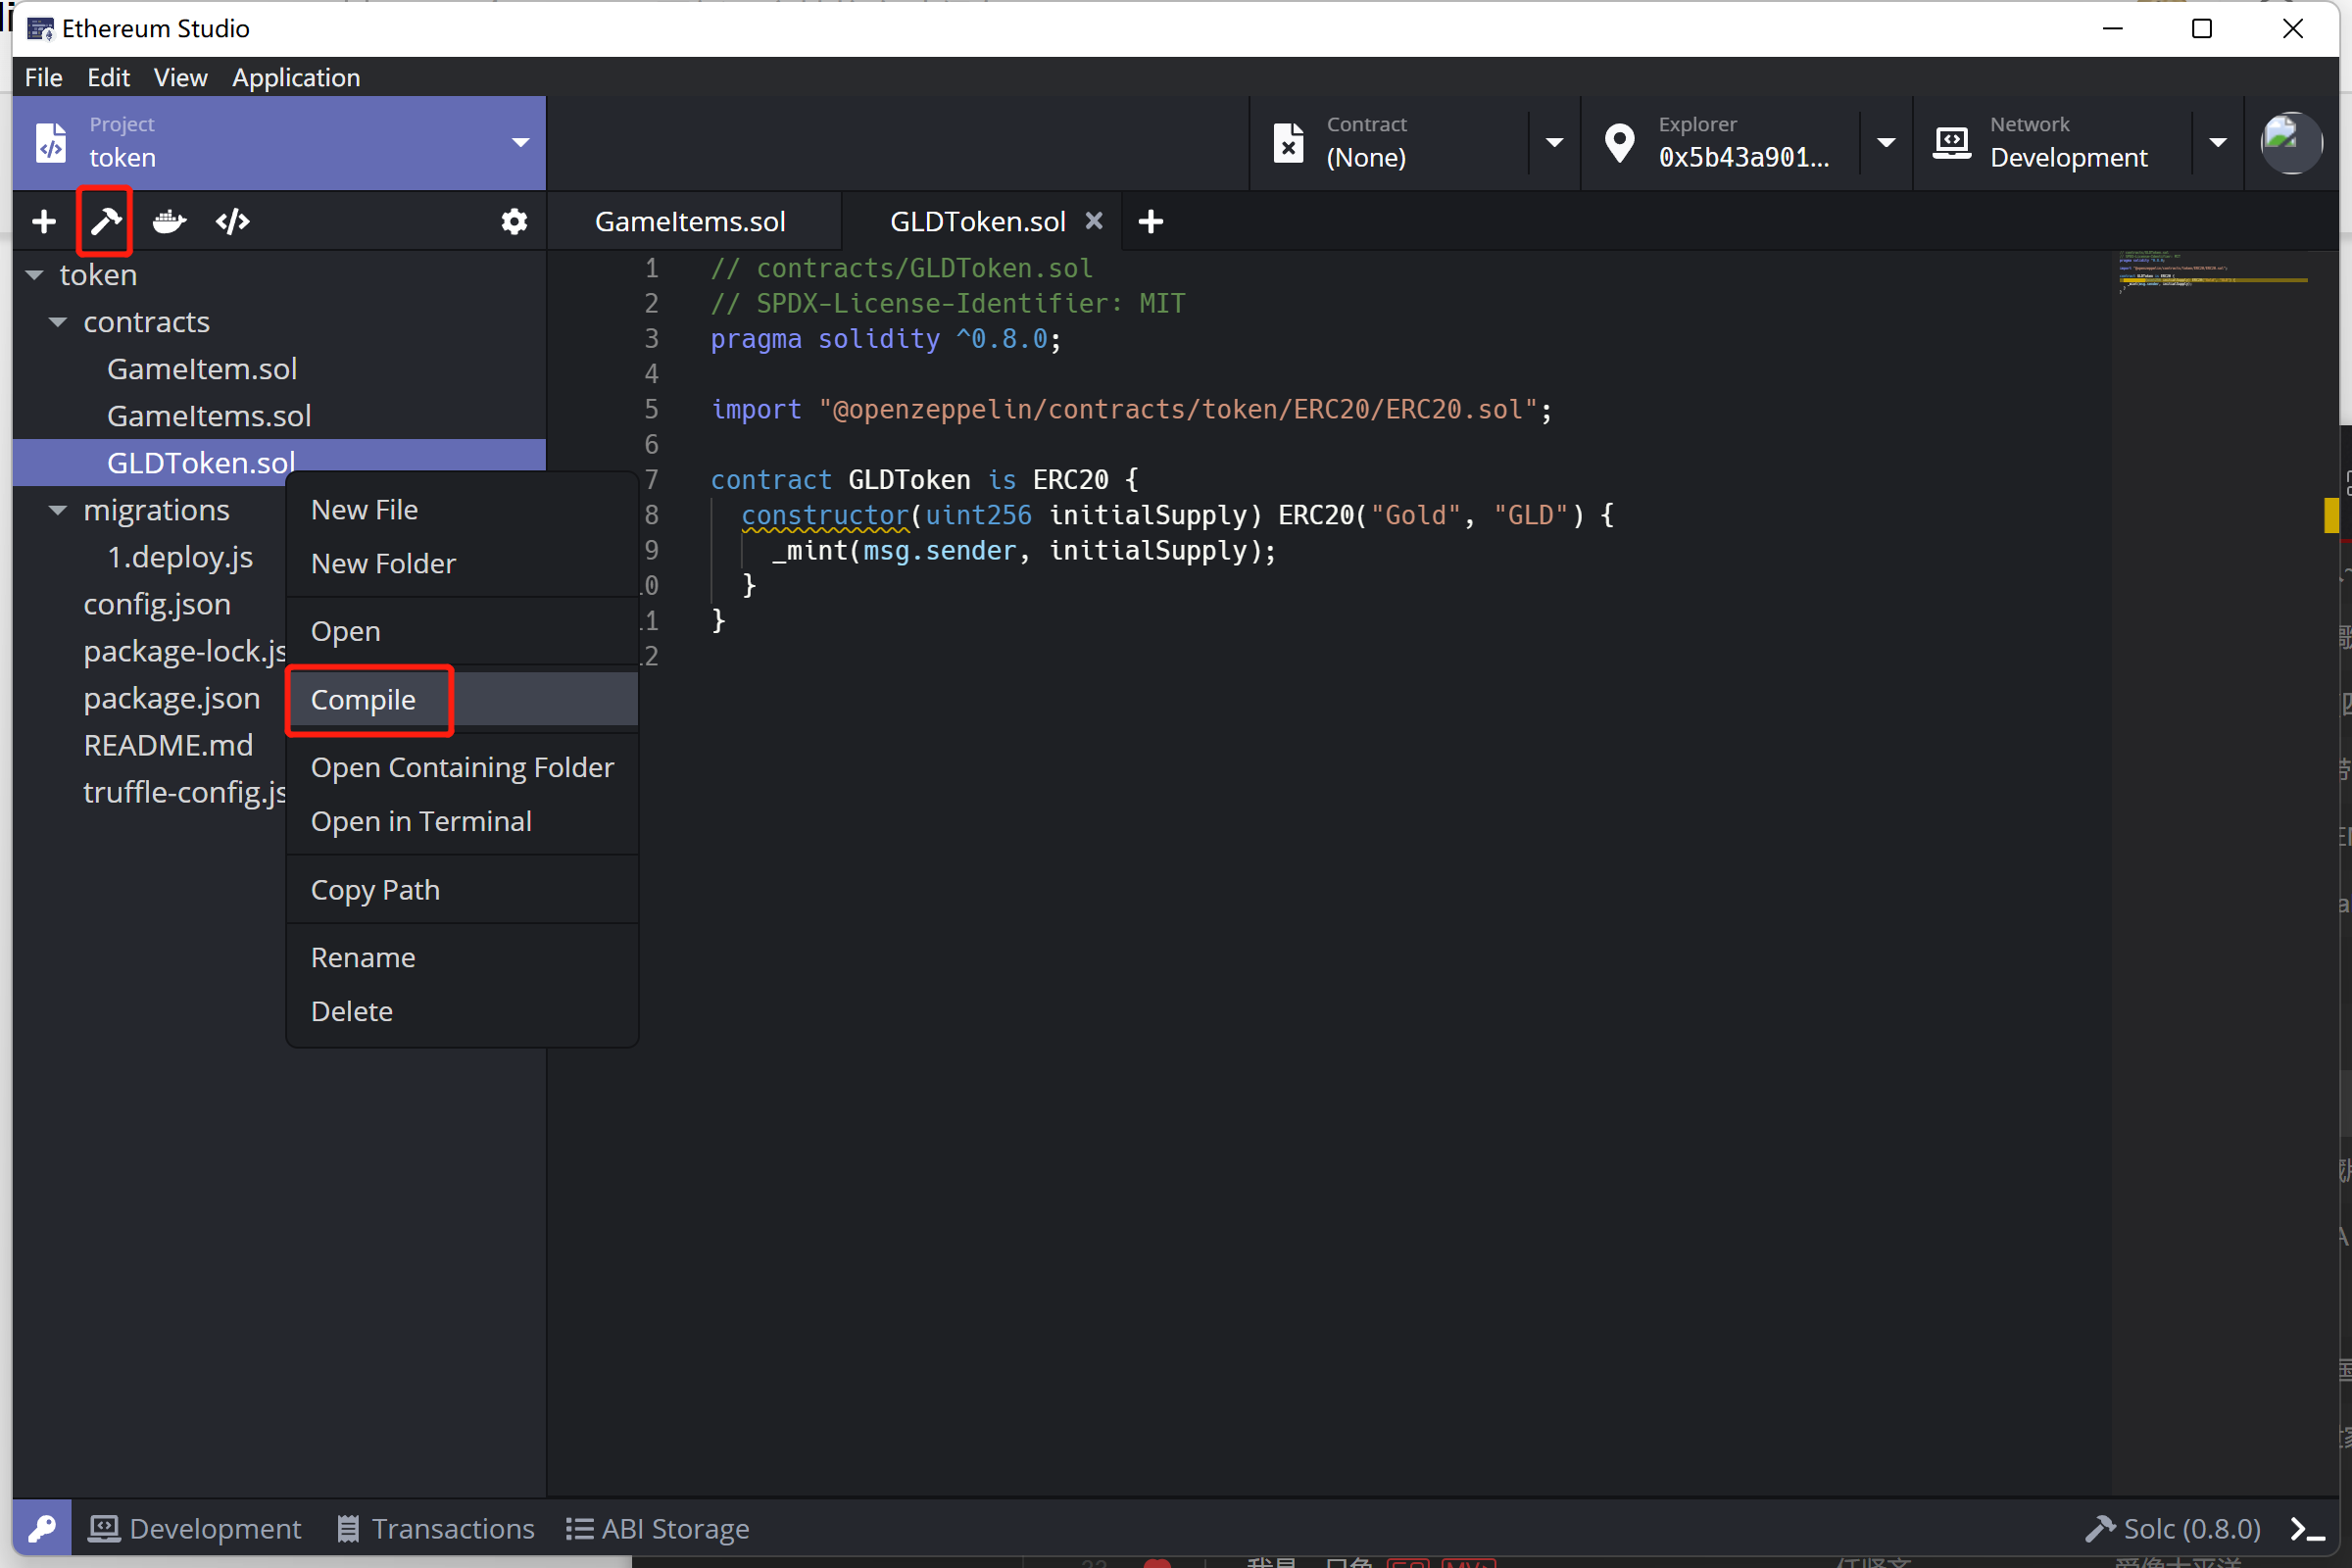 Ethereum Studio
File Edit View Application
Project
token
Contract
(None)
Explorer
0x5b43a901...
Network
Development
GameItems.sol
GLDToken.sol
token
contracts
GameItem.sol
GameItems.sol
GLDToken.sol
migrations
1.deploy.js
config.json
package-lock.js
package.json
README.md
truffle-config.js
New File
New Folder
Open
Compile
Open Containing Folder
Open in Terminal
Copy Path
Rename
Delete
1 // contracts/GLDToken.sol
2 // SPDX-License-Identifier: MIT
3 pragma solidity ^0.8.0;
4
5 import "@openzeppelin/contracts/token/ERC20/ERC20.sol";
6
7 contract GLDToken is ERC20 {
8 constructor(uint256 initialSupply) ERC20("Gold", "GLD") {
9 _mint(msg.sender, initialSupply);
10 }
11 }
12
Development Transactions ABI Storage
Solc (0.8.0)